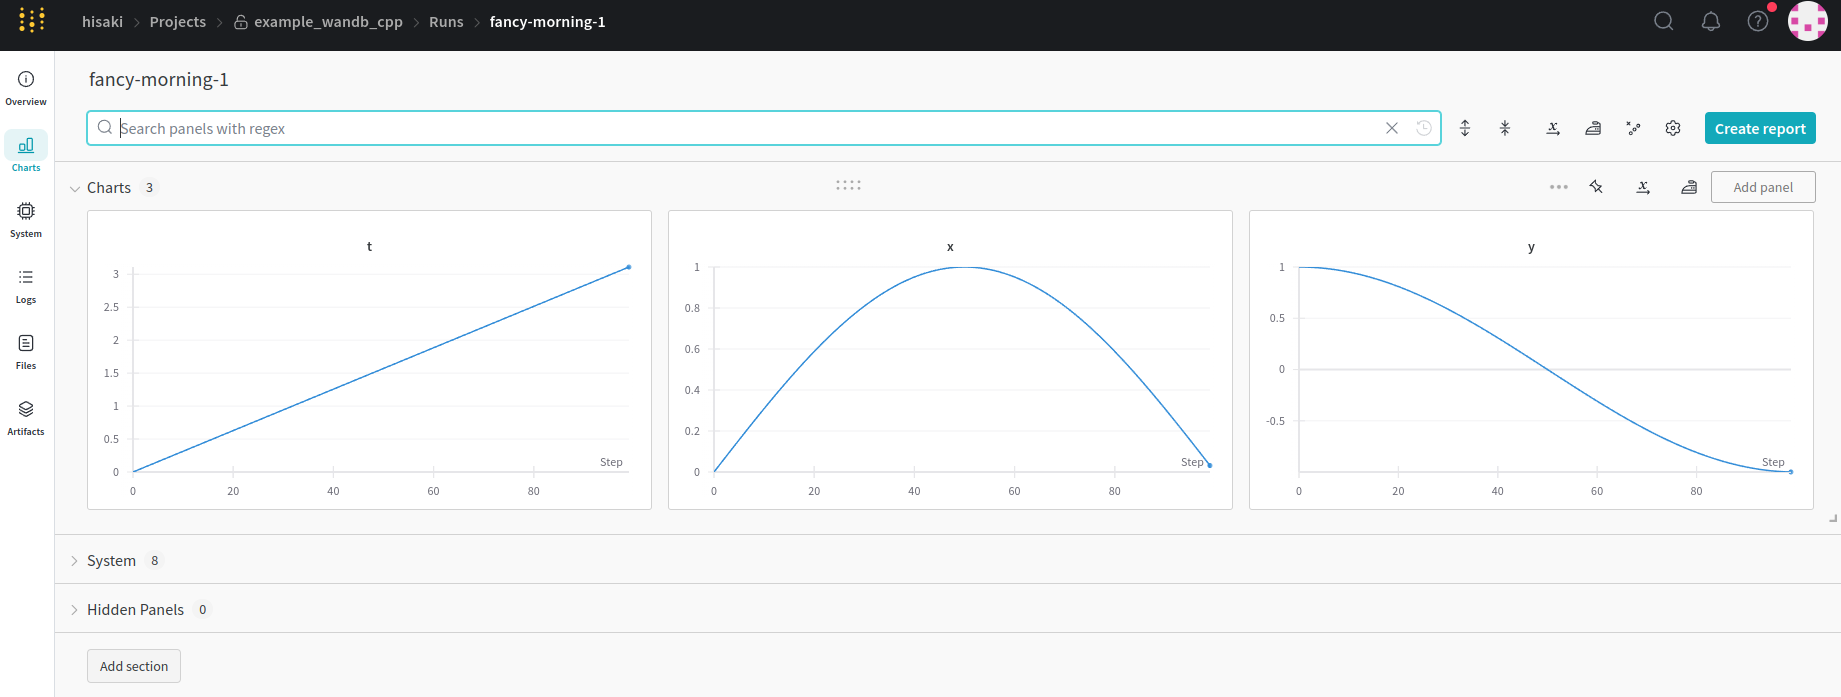 hisaki > Projects > example_wandb_cpp > Runs > fancy-morning-1
fancy-morning-1
Search panels with regex
Create report
Overview
Charts
System
Logs
Files
Artifacts
Charts 3
Add panel
t
3
2.5
2
1.5
1
0.5
0
Step
0 20 40 60 80
x
1
0.8
0.6
0.4
0.2
0
Step
0 20 40 60 80
y
1
0.5
0
-0.5
Step
0 20 40 60 80
System 8
Hidden Panels 0
Add section